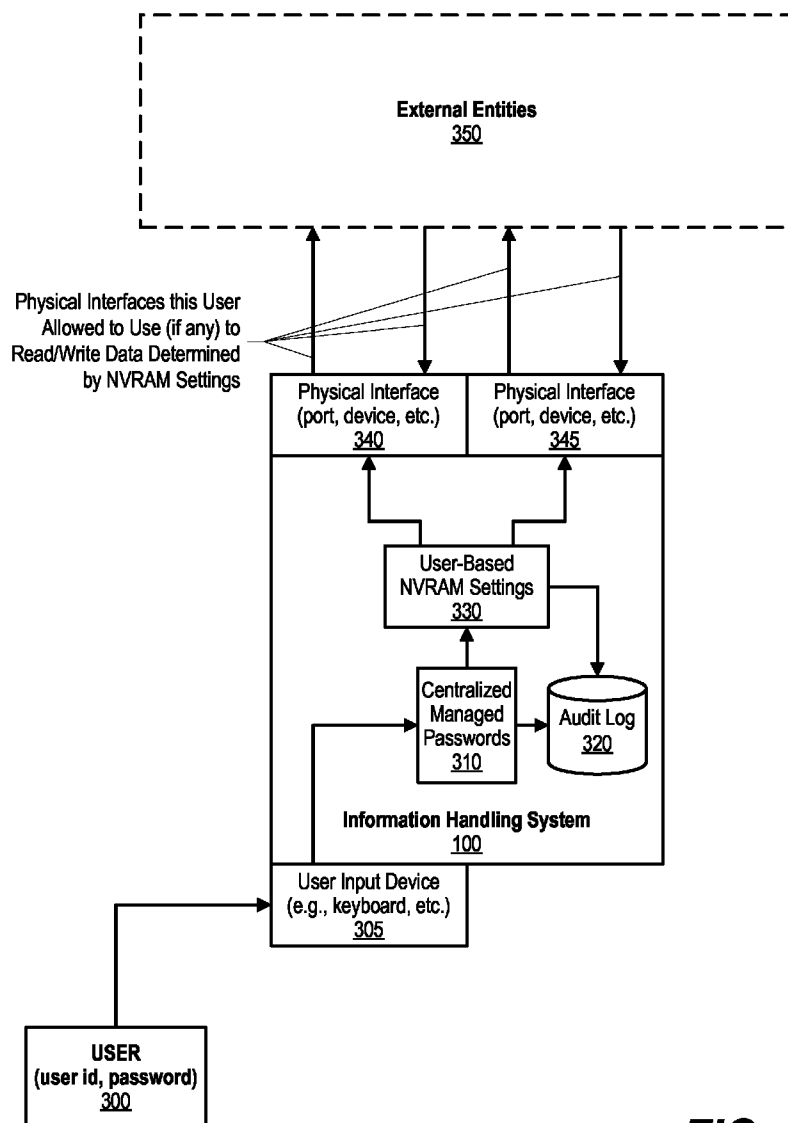 External Entities
350
Physical Interfaces this User
Allowed to Use (if any) to
Read/Write Data Determined
by NVRAM Settings
Physical Interface
(port, device, etc.)
340
Physical Interface
(port, device, etc.)
345
User-Based
NVRAM Settings
330
Centralized
Managed
Passwords
310
Audit Log
320
Information Handling System
100
User Input Device
(e.g., keyboard, etc.)
305
USER
(user id, password)
300